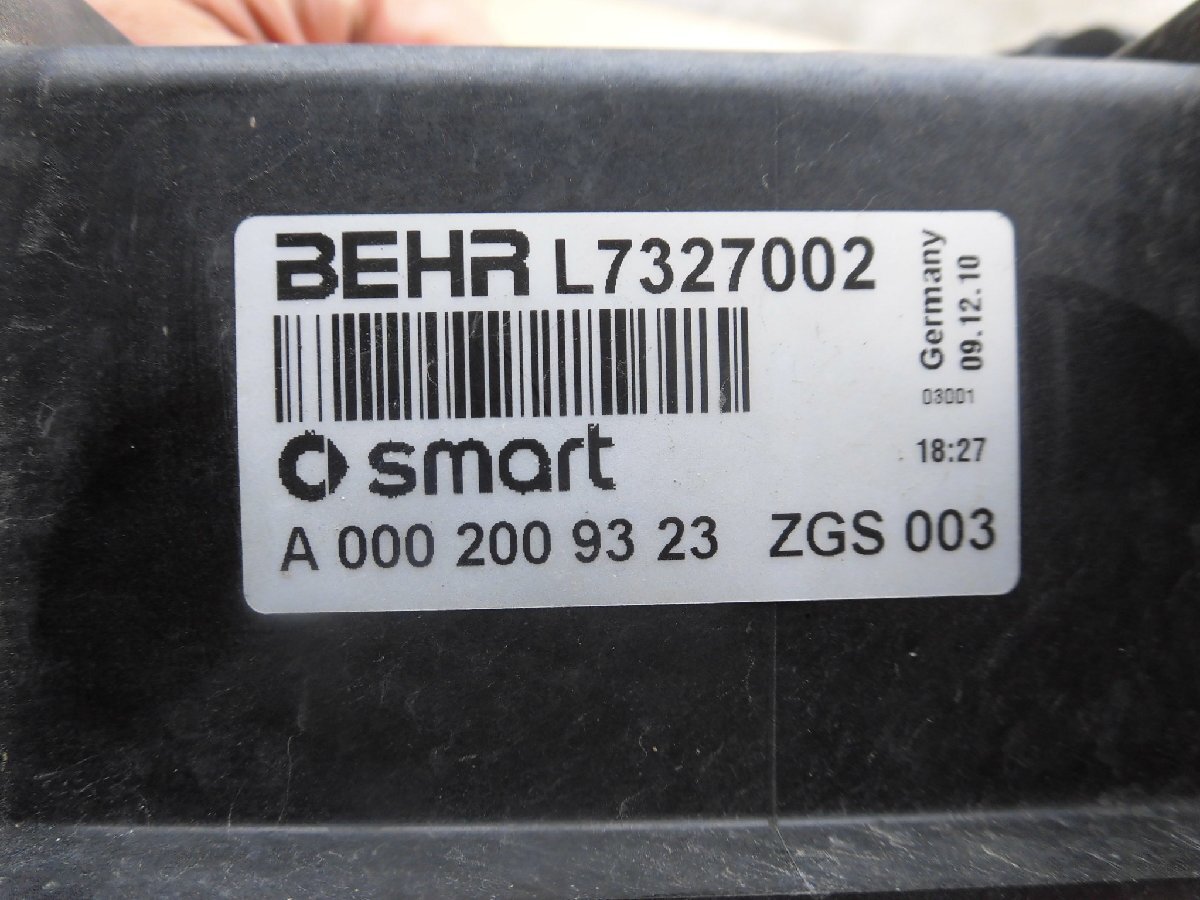 BEHR L7327002
Germany
09.12.10
03001
smart
18:27
A 000 200 93 23 ZGS 003